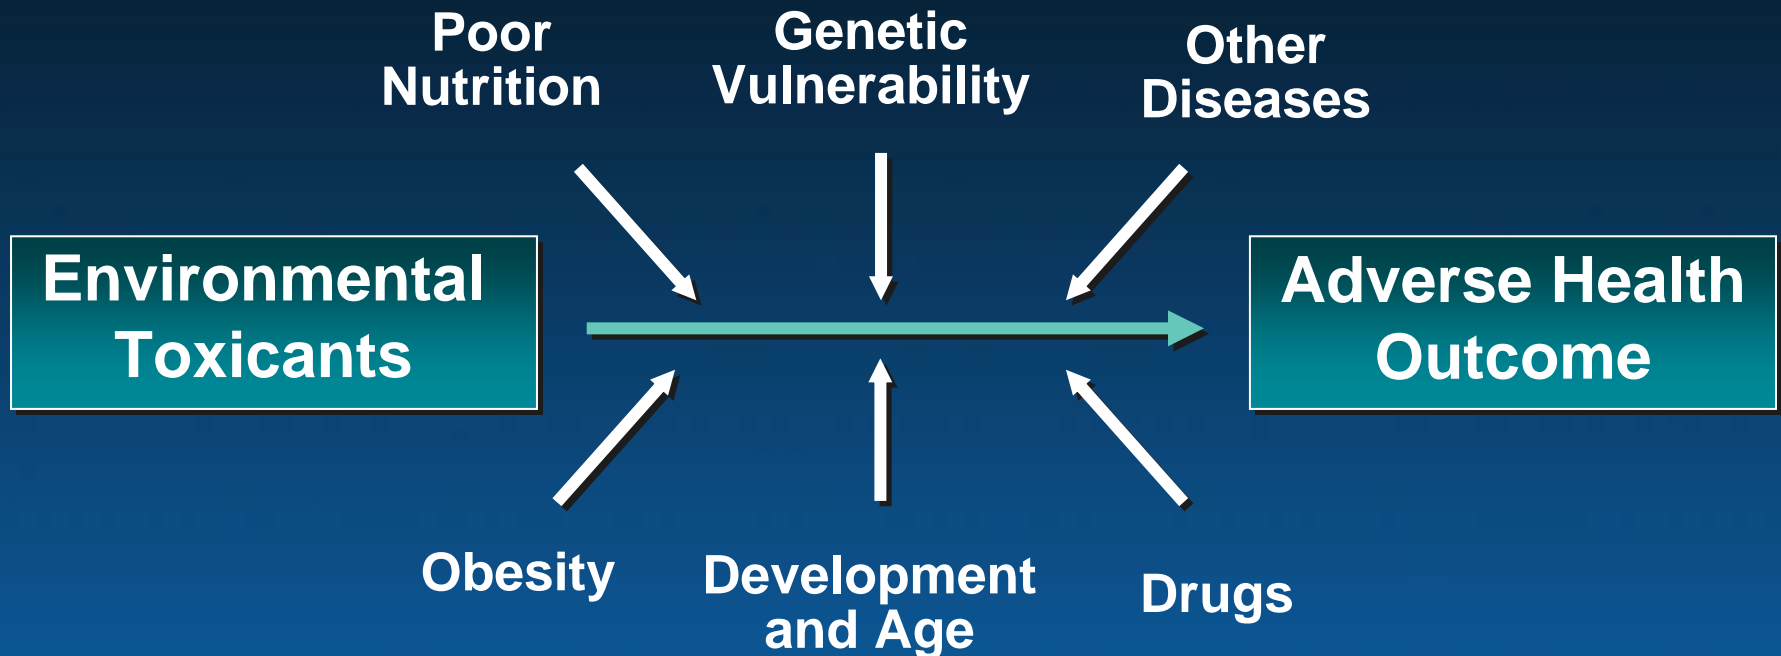 Poor
Nutrition
Genetic
Vulnerability
Other
Diseases
Environmental
Toxicants
Adverse Health
Outcome
Obesity
Development
and Age
Drugs